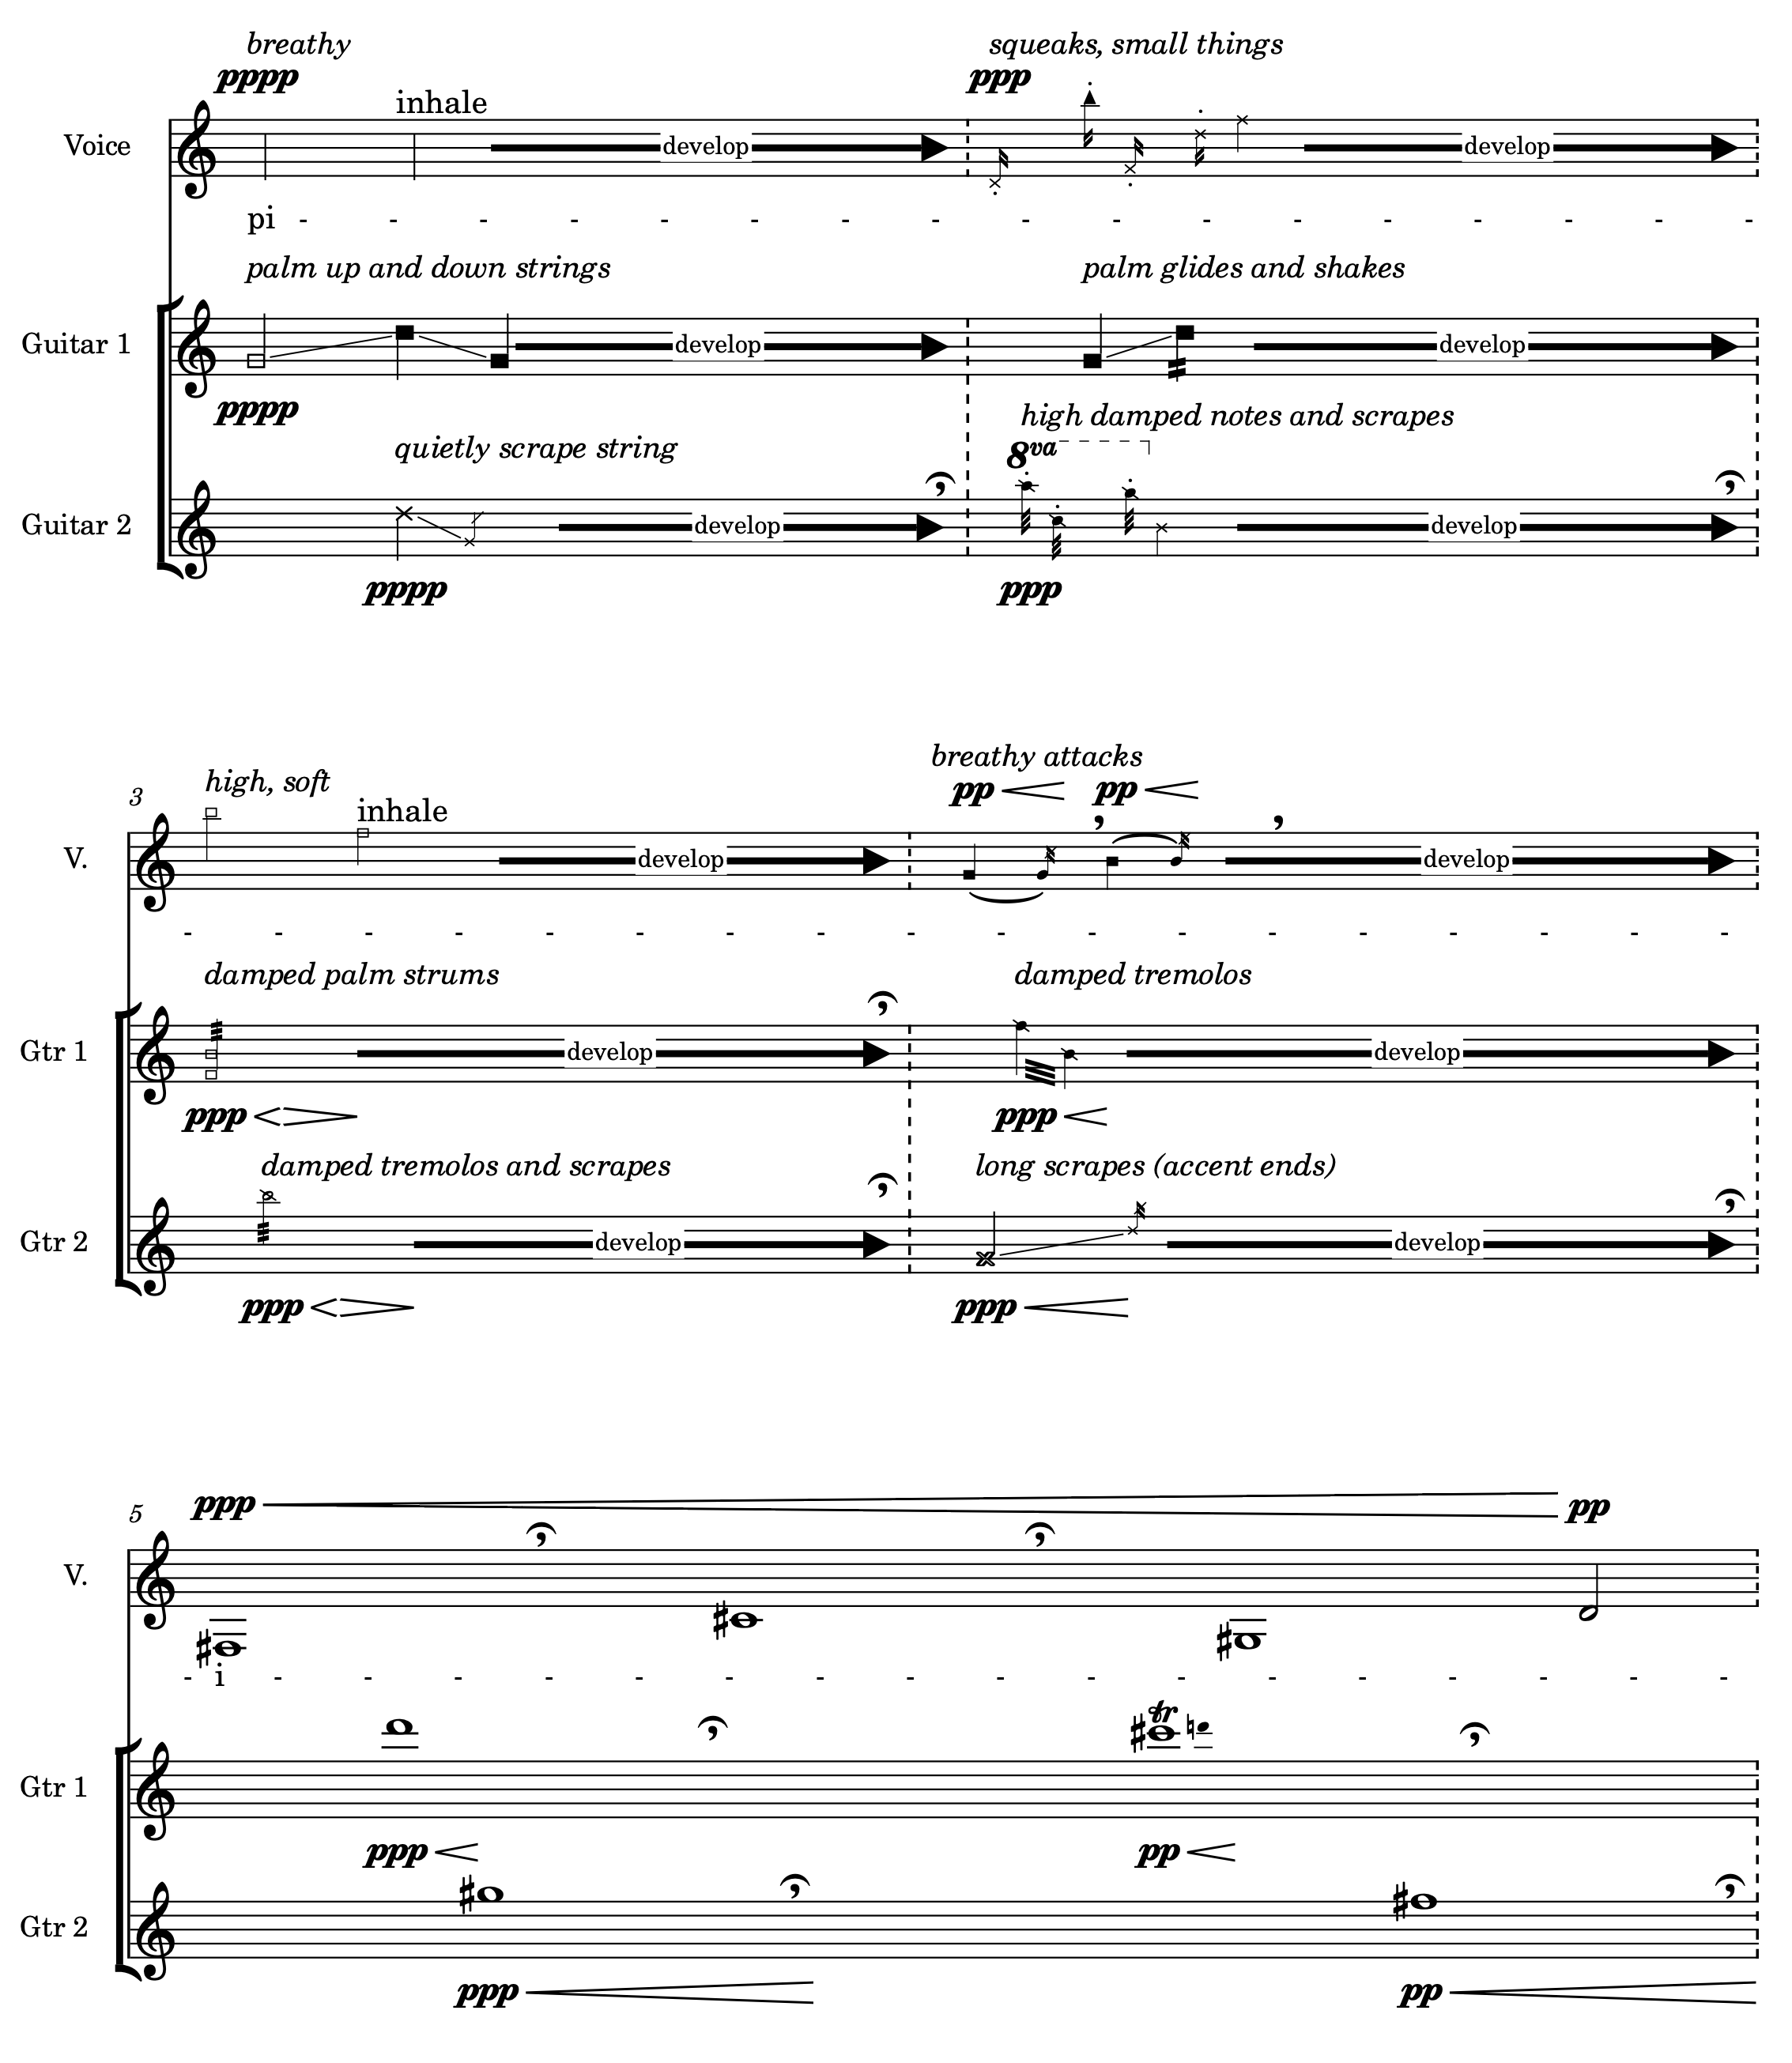 breathy
squeaks, small things
pppp
ppp
inhale
Voice
develop
develop
pi - - - - - - - - - - - - - - - - -
palm up and down strings
palm glides and shakes
Guitar 1
develop
develop
pppp
high damped notes and scrapes
quietly scrape string
8va
Guitar 2
develop
develop
pppp
ppp
breathy attacks
high, soft
pp
pp
3
inhale
V.
develop
develop
- - - - - - - - - - - - - - - - - -
damped palm strums
damped tremolos
Gtr 1
develop
develop
ppp
ppp
damped tremolos and scrapes
long scrapes (accent ends)
Gtr 2
develop
develop
ppp
ppp
5
ppp
pp
V.
- i - - - - - - - - - - - - - - - - -
tr
Gtr 1
ppp
pp
Gtr 2
ppp
pp